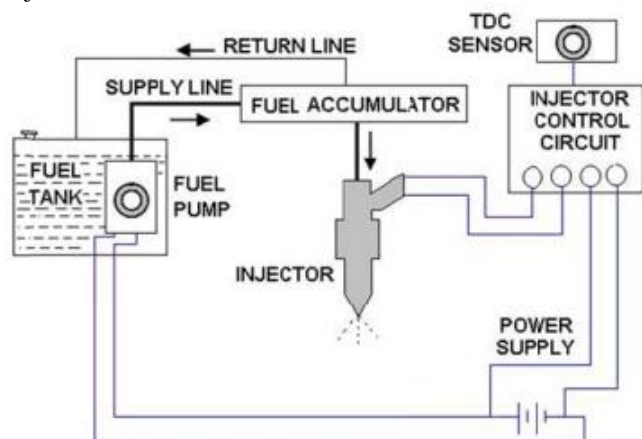 RETURN LINE
TDC
SENSOR
SUPPLY LINE
FUEL ACCUMULATOR
INJECTOR
CONTROL
CIRCUIT
FUEL
TANK
FUEL
PUMP
INJECTOR
POWER
SUPPLY